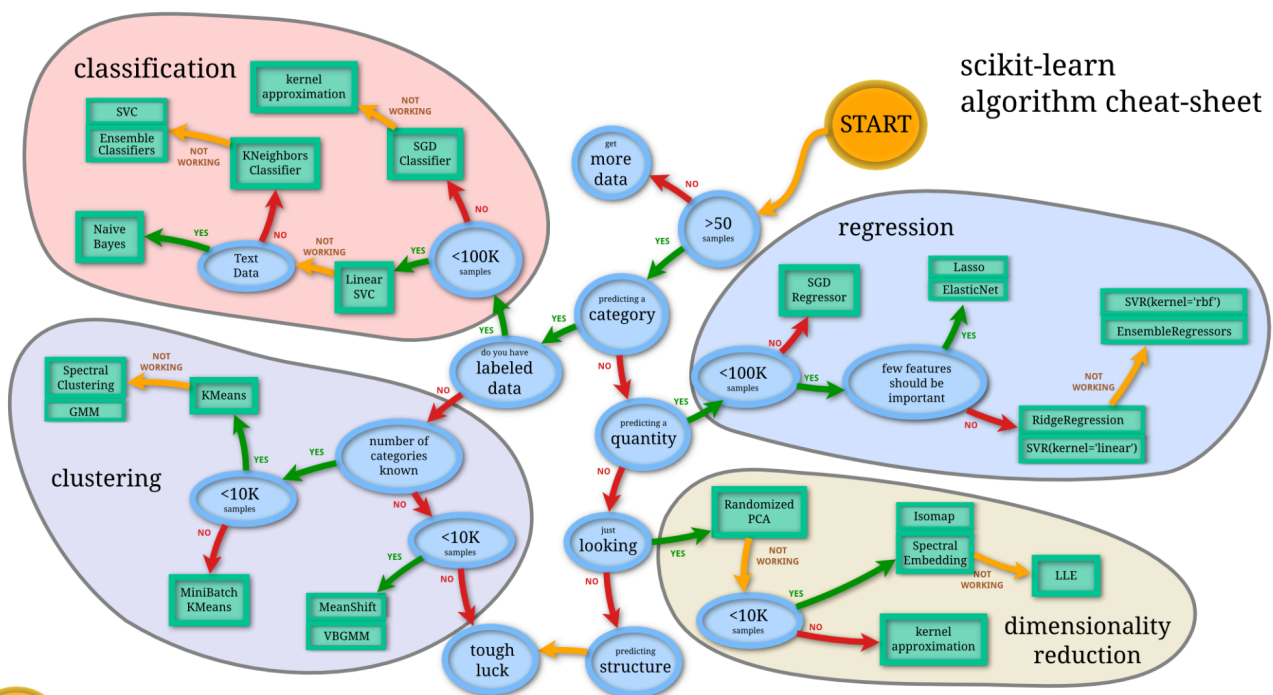 scikit-learn
algorithm cheat-sheet
START
classification
kernel
approximation
NOT
WORKING
SVC
Ensemble
Classifiers
NOT
WORKING
KNeighbors
Classifier
SGD
Classifier
NO
Naive
Bayes
YES
Text
Data
NO
NOT
WORKING
Linear
SVC
YES
<100K
samples
YES
get
more
data
NO
>50
samples
YES
predicting a
category
YES
NO
do you have
labeled
data
NO
predicting a
quantity
YES
NO
just
looking
YES
NO
predicting
structure
tough
luck
regression
SGD
Regressor
Lasso
ElasticNet
SVR(kernel='rbf')
EnsembleRegressors
NO
YES
<100K
samples
YES
few features
should be
important
NOT
WORKING
NO
RidgeRegression
SVR(kernel='linear')
clustering
Spectral
Clustering
GMM
NOT
WORKING
KMeans
YES
number of
categories
known
YES
NO
<10K
samples
NO
MiniBatch
KMeans
<10K
samples
YES
NO
MeanShift
VBGMM
Randomized
PCA
NOT
WORKING
Isomap
Spectral
Embedding
NOT
WORKING
LLE
YES
<10K
samples
NO
kernel
approximation
dimensionality
reduction